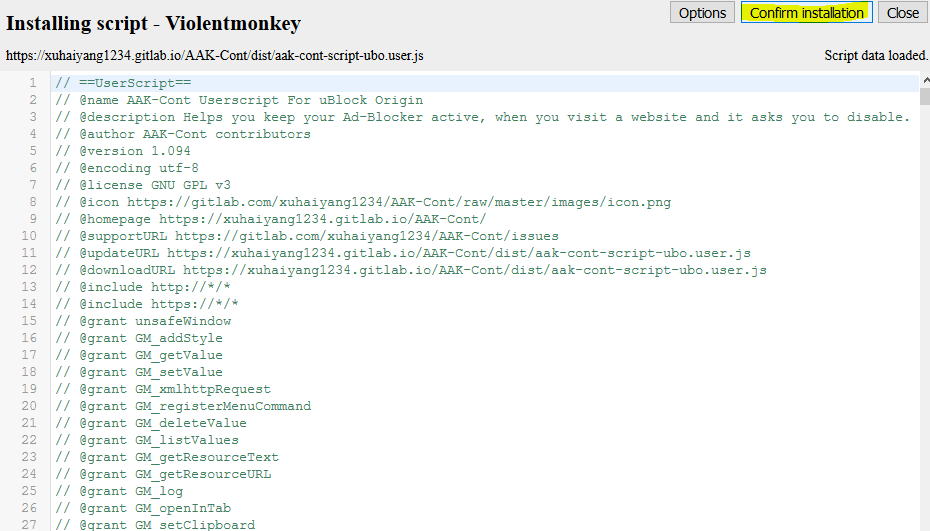 Installing script - Violentmonkey
Options
Confirm installation
Close
https://xuhaiyang1234.gitlab.io/AAK-Cont/dist/aak-cont-script-ubo.user.js
Script data loaded.
1 // ==UserScript==
2 // @name AAK-Cont Userscript For uBlock Origin
3 // @description Helps you keep your Ad-Blocker active, when you visit a website and it asks you to disable.
4 // @author AAK-Cont contributors
5 // @version 1.094
6 // @encoding utf-8
7 // @license GNU GPL v3
8 // @icon https://gitlab.com/xuhaiyang1234/AAK-Cont/raw/master/images/icon.png
9 // @homepage https://xuhaiyang1234.gitlab.io/AAK-Cont/
10 // @supportURL https://gitlab.com/xuhaiyang1234/AAK-Cont/issues
11 // @updateURL https://xuhaiyang1234.gitlab.io/AAK-Cont/dist/aak-cont-script-ubo.user.js
12 // @downloadURL https://xuhaiyang1234.gitlab.io/AAK-Cont/dist/aak-cont-script-ubo.user.js
13 // @include http://*/*
14 // @include https://*/*
15 // @grant unsafeWindow
16 // @grant GM_addStyle
17 // @grant GM_getValue
18 // @grant GM_setValue
19 // @grant GM_xmlhttpRequest
20 // @grant GM_registerMenuCommand
21 // @grant GM_deleteValue
22 // @grant GM_listValues
23 // @grant GM_getResourceText
24 // @grant GM_getResourceURL
25 // @grant GM_log
26 // @grant GM_openInTab
27 // @grant GM_setClipboard